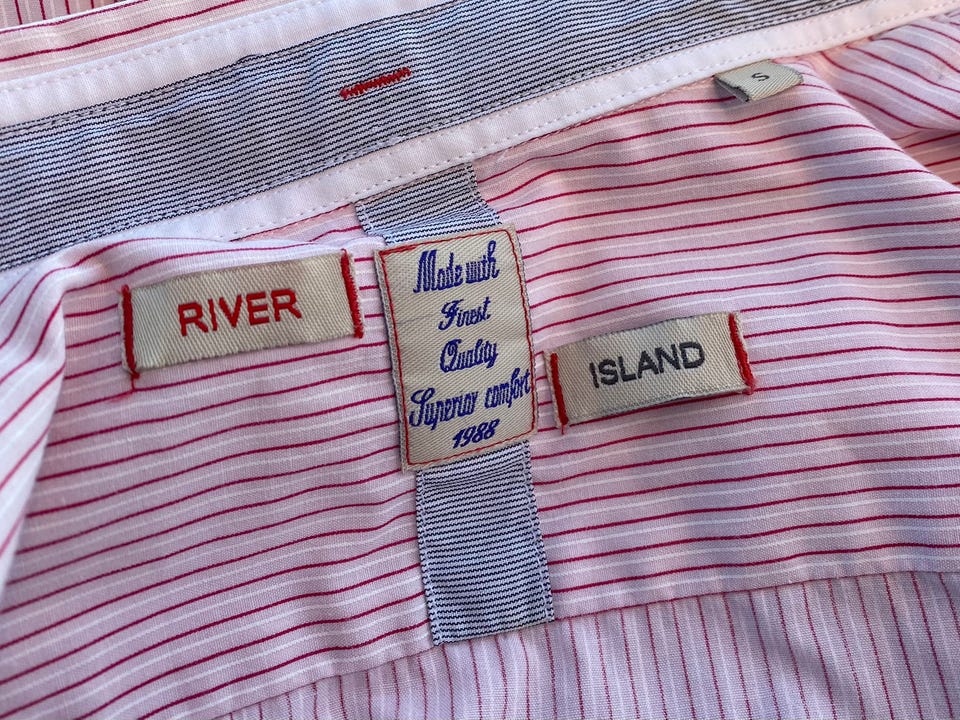 S
RIVER
Made with
Finest
Quality
Superior comfort
1988
ISLAND